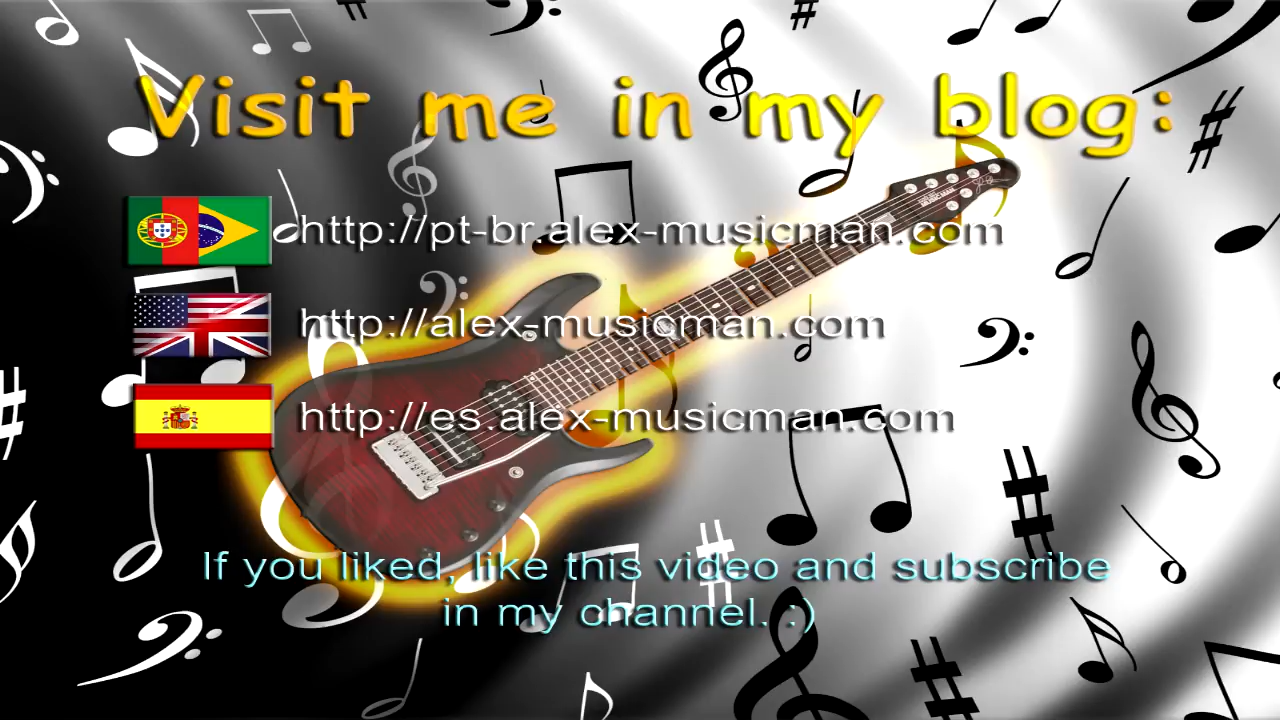 Visit me in my blog:
http://pt-br.alex-musicman.com
http://alex-musicman.com
http://es.alex-musicman.com
If you liked, like this video and subscribe
in my channel. :)